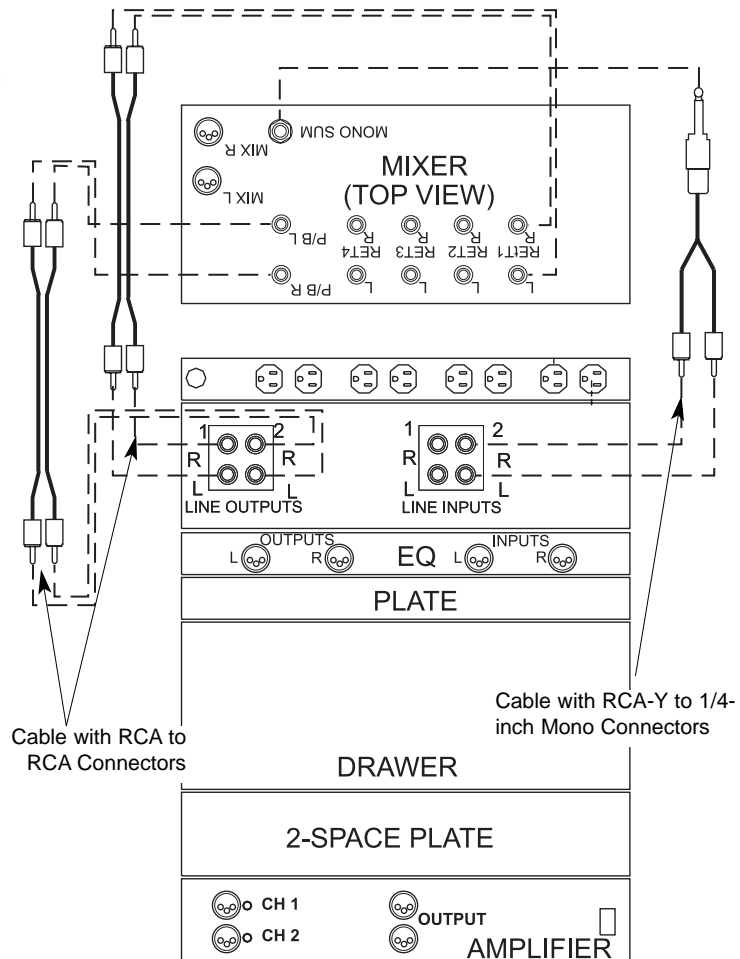 MONO SUM
MIX R
MIX L
MIXER
(TOP VIEW)
P/B L
R
RET4
R
RET3
R
RET2
R
REtT1
P/B R
L
L
L
L
1
2
R
R
L
L
LINE OUTPUTS
1
2
R
R
L
L
LINE INPUTS
OUTPUTS
L
R
EQ
INPUTS
L
R
PLATE
Cable with RCA to
RCA Connectors
Cable with RCA-Y to 1/4-
inch Mono Connectors
DRAWER
2-SPACE PLATE
CH 1
CH 2
OUTPUT
AMPLIFIER